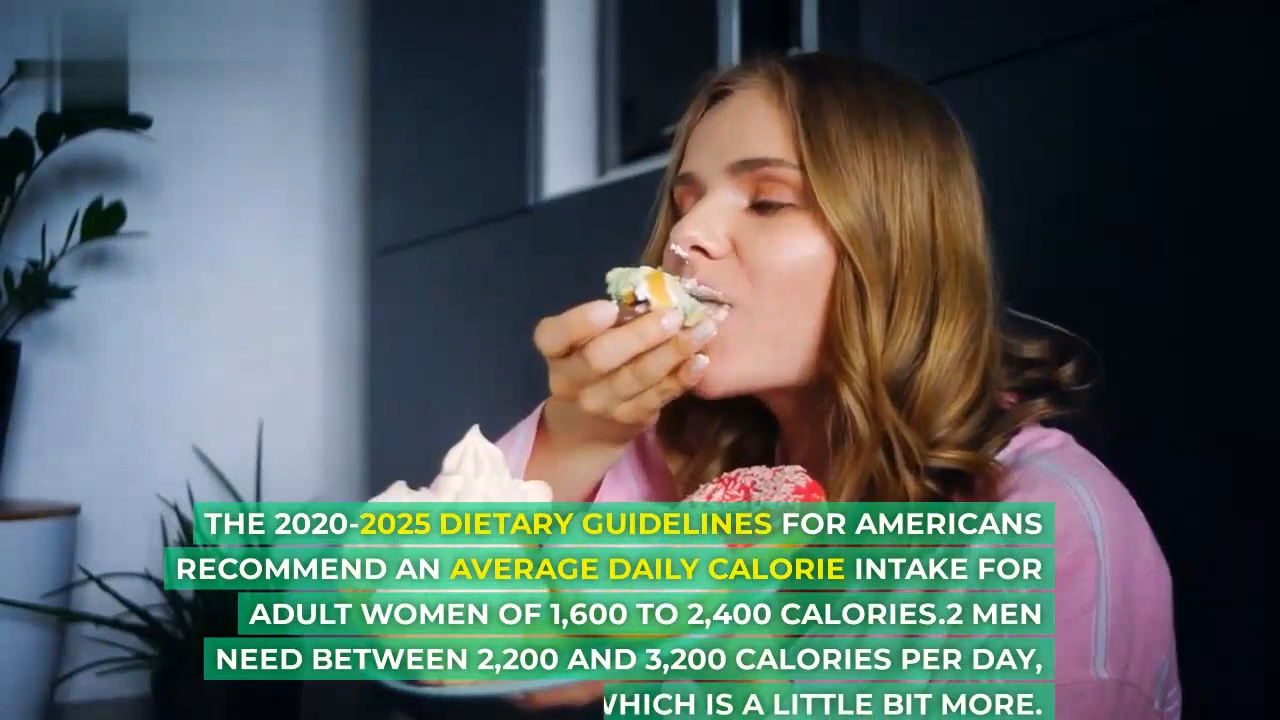 THE 2020-2025 DIETARY GUIDELINES FOR AMERICANS
RECOMMEND AN AVERAGE DAILY CALORIE INTAKE FOR
ADULT WOMEN OF 1,600 TO 2,400 CALORIES.2 MEN
NEED BETWEEN 2,200 AND 3,200 CALORIES PER DAY,
WHICH IS A LITTLE BIT MORE.